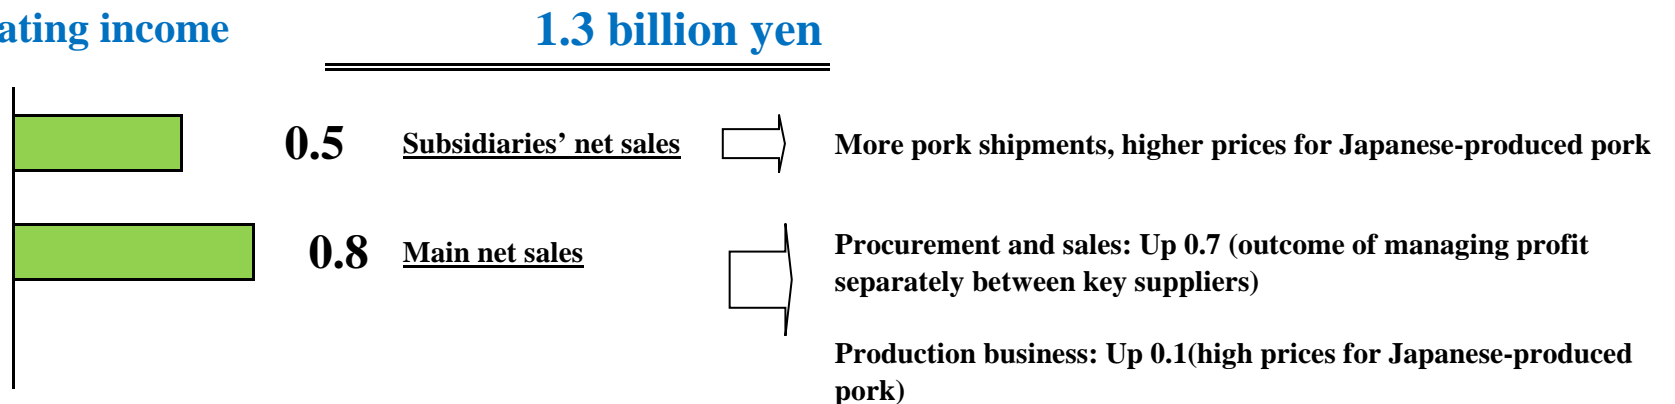 ating income
1.3 billion yen
0.5 Subsidiaries’ net sales
More pork shipments, higher prices for Japanese-produced pork
0.8 Main net sales
Procurement and sales: Up 0.7 (outcome of managing profit
separately between key suppliers)
Production business: Up 0.1(high prices for Japanese-produced
pork)